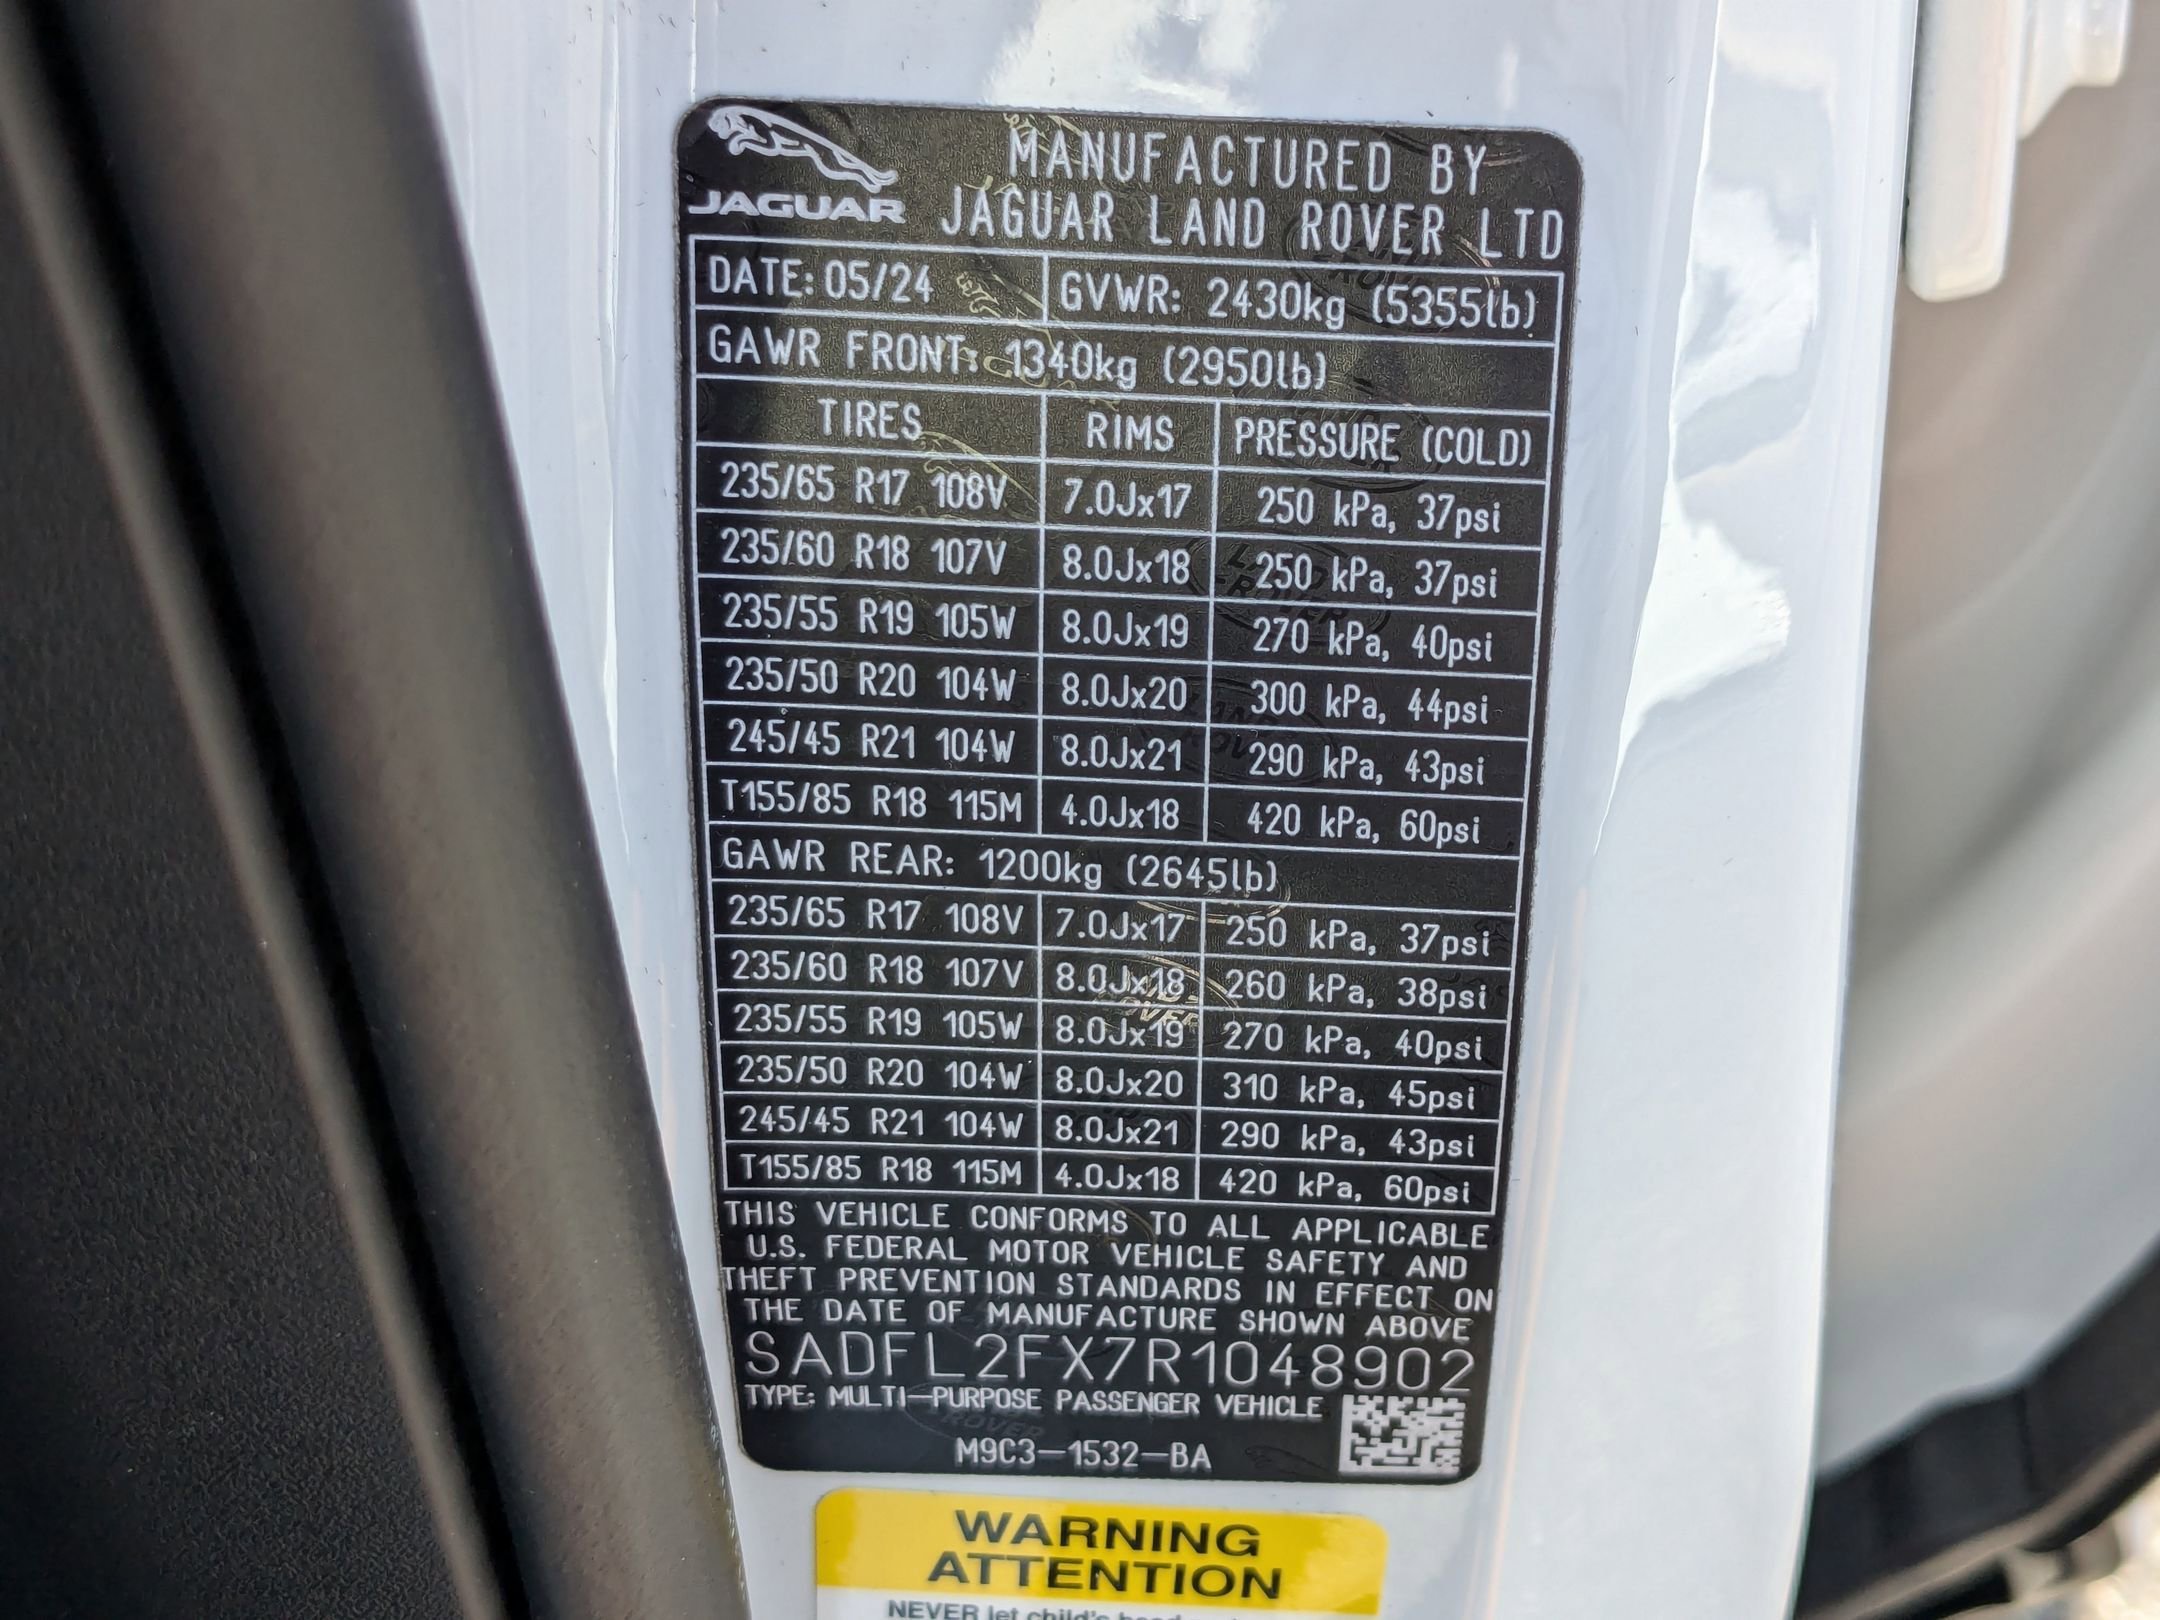 JAGUAR
MANUFACTURED BY
JAGUAR LAND ROVER LTD
DATE: 05/24 GVWR: 2430kg (5355lb)
GAWR FRONT: 1340kg (2950lb)
TIRES RIMS PRESSURE (COLD)
235/65 R17 108V 7.0Jx17 250 kPa, 37psi
235/60 R18 107V 8.0Jx18 250 kPa, 37psi
235/55 R19 105W 8.0Jx19 270 kPa, 40psi
235/50 R20 104W 8.0Jx20 300 kPa, 44psi
245/45 R21 104W 8.0Jx21 290 kPa, 43psi
T155/85 R18 115M 4.0Jx18 420 kPa, 60psi
GAWR REAR: 1200kg (2645lb)
235/65 R17 108V 7.0Jx17 250 kPa, 37psi
235/60 R18 107V 8.0Jx18 260 kPa, 38psi
235/55 R19 105W 8.0Jx19 270 kPa, 40psi
235/50 R20 104W 8.0Jx20 310 kPa, 45psi
245/45 R21 104W 8.0Jx21 290 kPa, 43psi
T155/85 R18 115M 4.0Jx18 420 kPa, 60psi
THIS VEHICLE CONFORMS TO ALL APPLICABLE
U.S. FEDERAL MOTOR VEHICLE SAFETY AND
THEFT PREVENTION STANDARDS IN EFFECT ON
THE DATE OF MANUFACTURE SHOWN ABOVE
SADFL2FX7R1048902
TYPE: MULTI-PURPOSE PASSENGER VEHICLE
M9C3-1532-BA
WARNING
ATTENTION
NEVER let child's